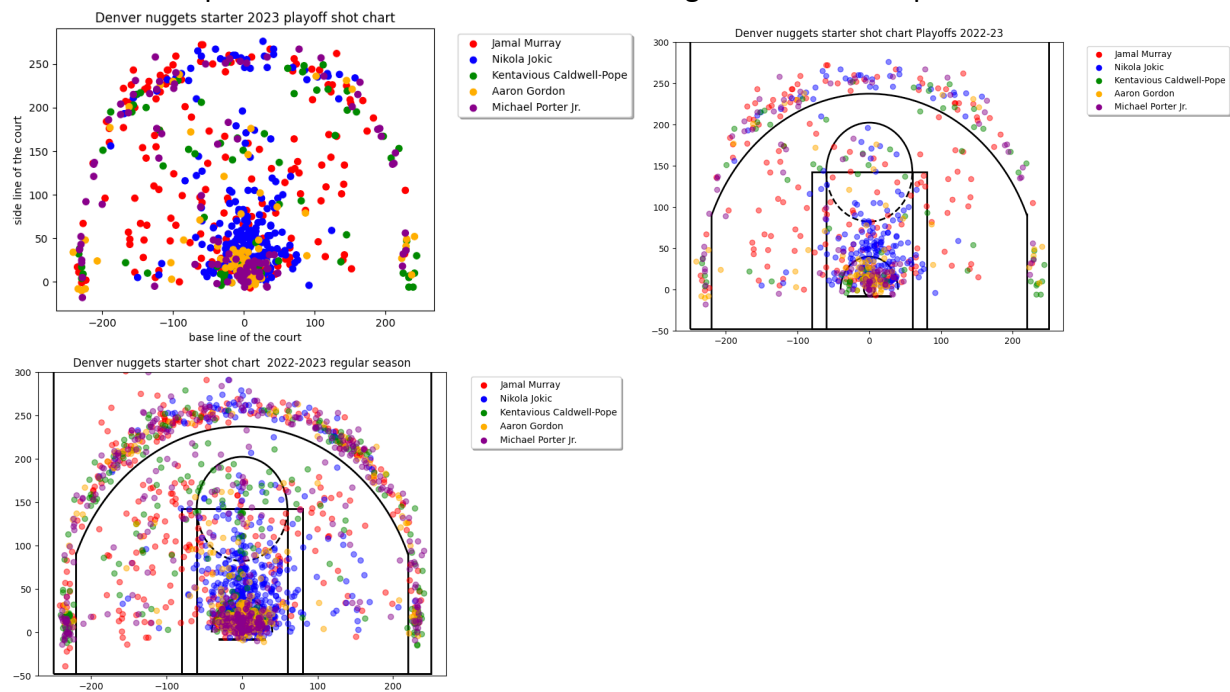 Denver nuggets starter 2023 playoff shot chart
side line of the court
250
200
150
100
50
0
−200 −100 0 100 200
base line of the court
Jamal Murray
Nikola Jokic
Kentavious Caldwell-Pope
Aaron Gordon
Michael Porter Jr.
Denver nuggets starter shot chart Playoffs 2022-23
300
250
200
150
100
50
0
−50
−200 −100 0 100 200
Jamal Murray
Nikola Jokic
Kentavious Caldwell-Pope
Aaron Gordon
Michael Porter Jr.
Denver nuggets starter shot chart  2022-2023 regular season
300
250
200
150
100
50
0
−50
−200 −100 0 100 200
Jamal Murray
Nikola Jokic
Kentavious Caldwell-Pope
Aaron Gordon
Michael Porter Jr.